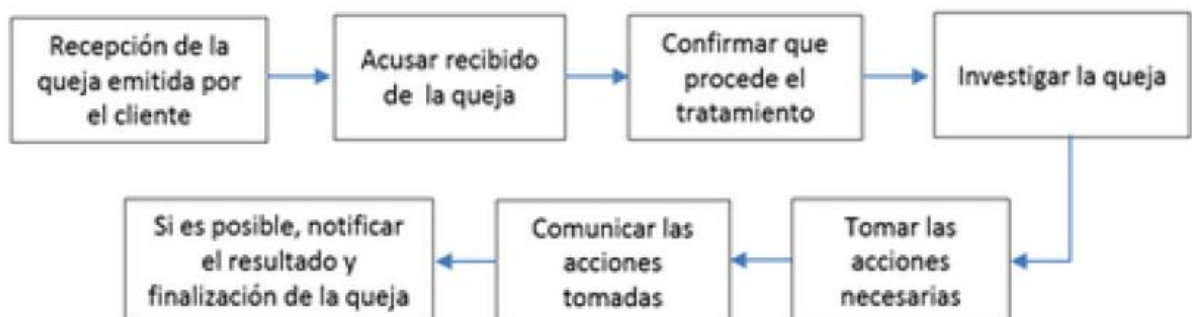 Recepción de la
queja emitida por
el cliente
Acusar recibido
de la queja
Confirmar que
procede el
tratamiento
Investigar la queja
Tomar las
acciones
necesarias
Comunicar las
acciones
tomadas
Si es posible, notificar
el resultado y
finalización de la queja